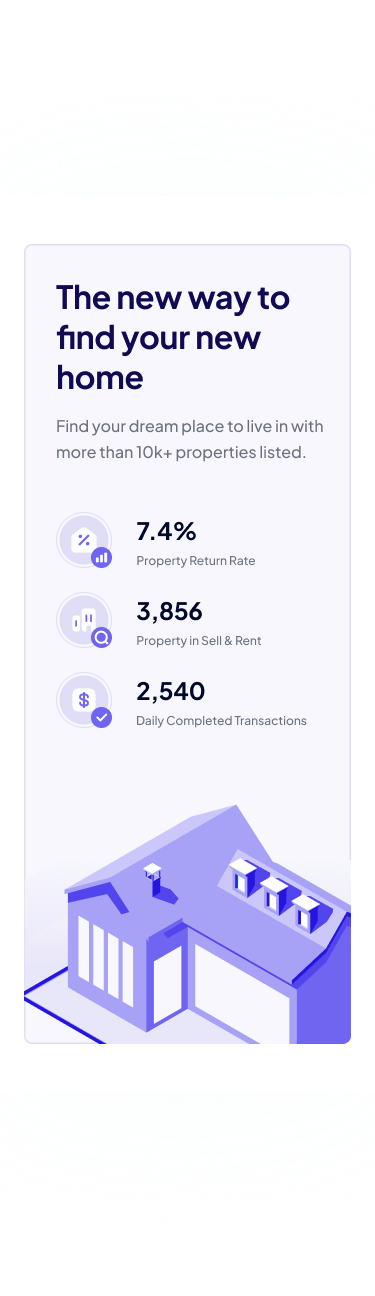 The new way to
find your new
home
Find your dream place to live in with
more than 10k+ properties listed.
7.4%
Property Return Rate
3,856
Property in Sell & Rent
2,540
Daily Completed Transactions